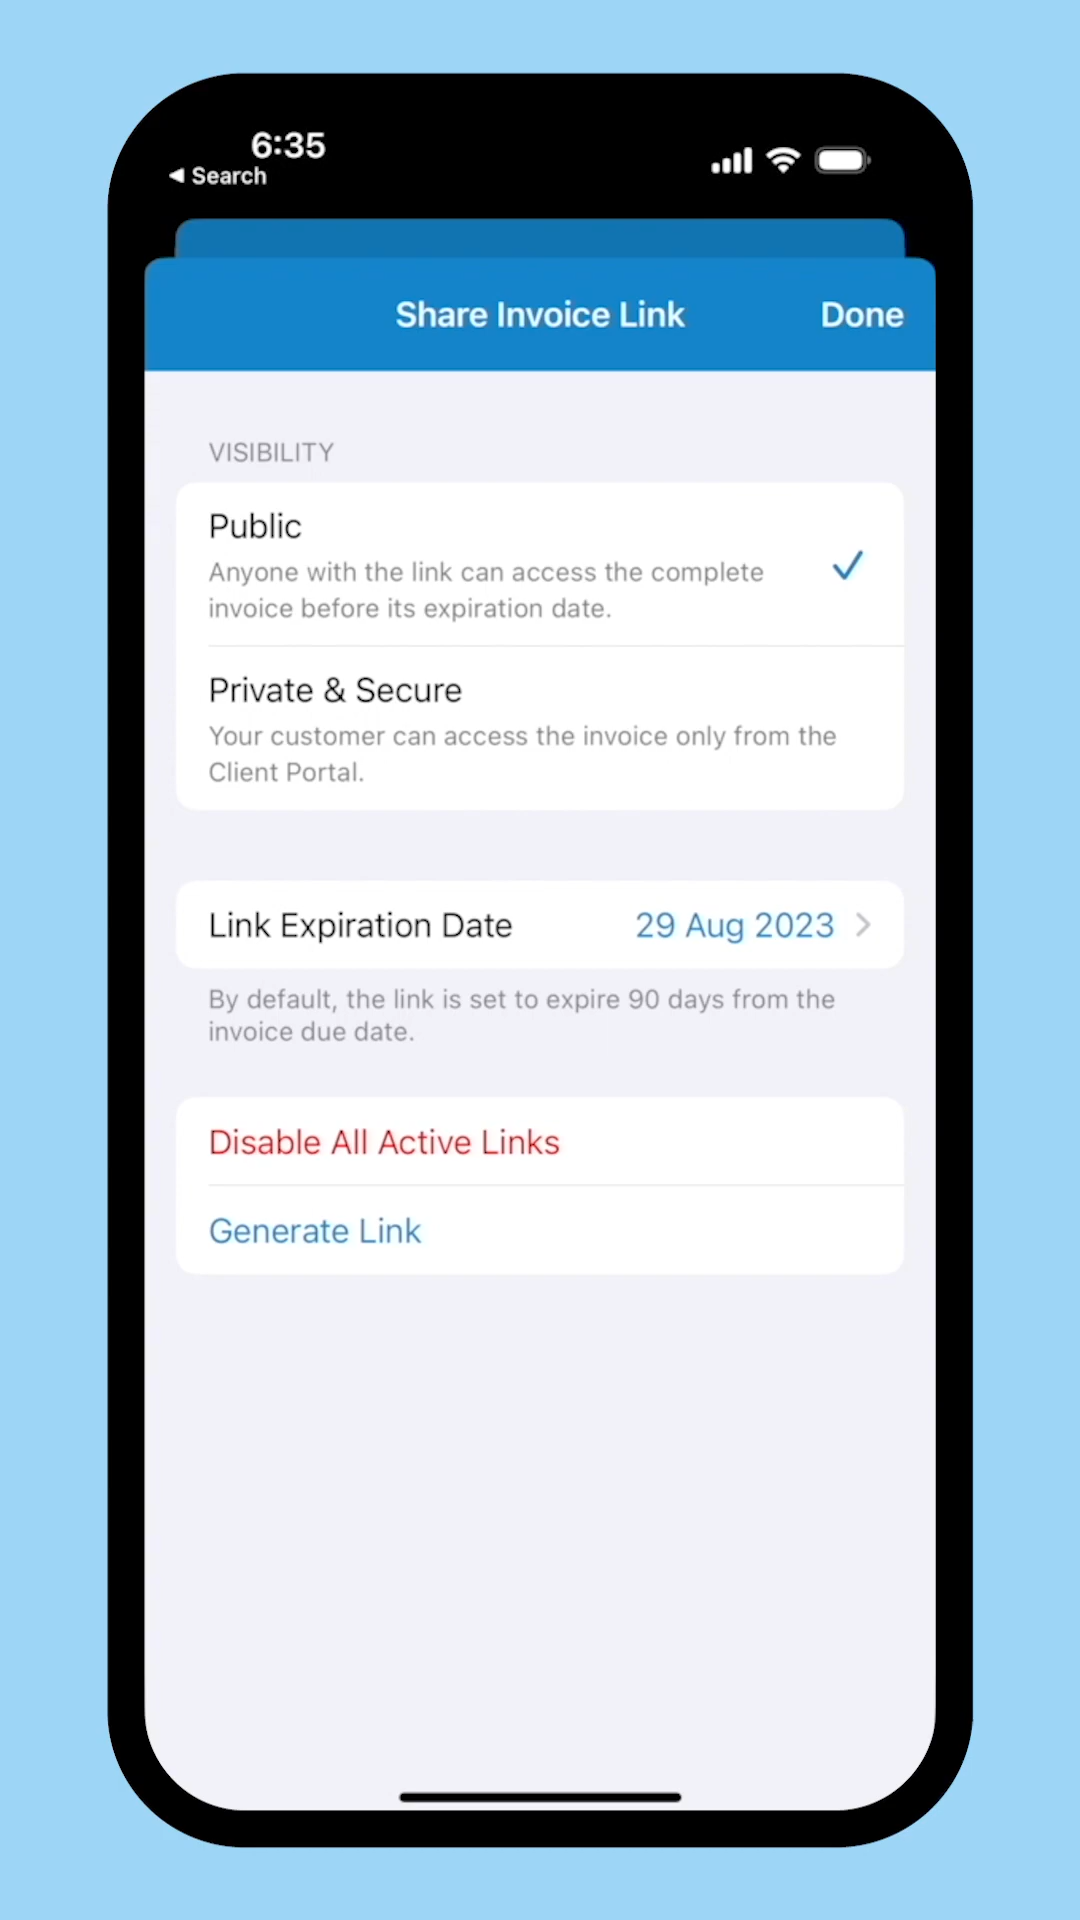 6:35
◀ Search
Share Invoice Link
Done
VISIBILITY
Public
Anyone with the link can access the complete
invoice before its expiration date.
Private & Secure
Your customer can access the invoice only from the
Client Portal.
Link Expiration Date
29 Aug 2023
By default, the link is set to expire 90 days from the
invoice due date.
Disable All Active Links
Generate Link